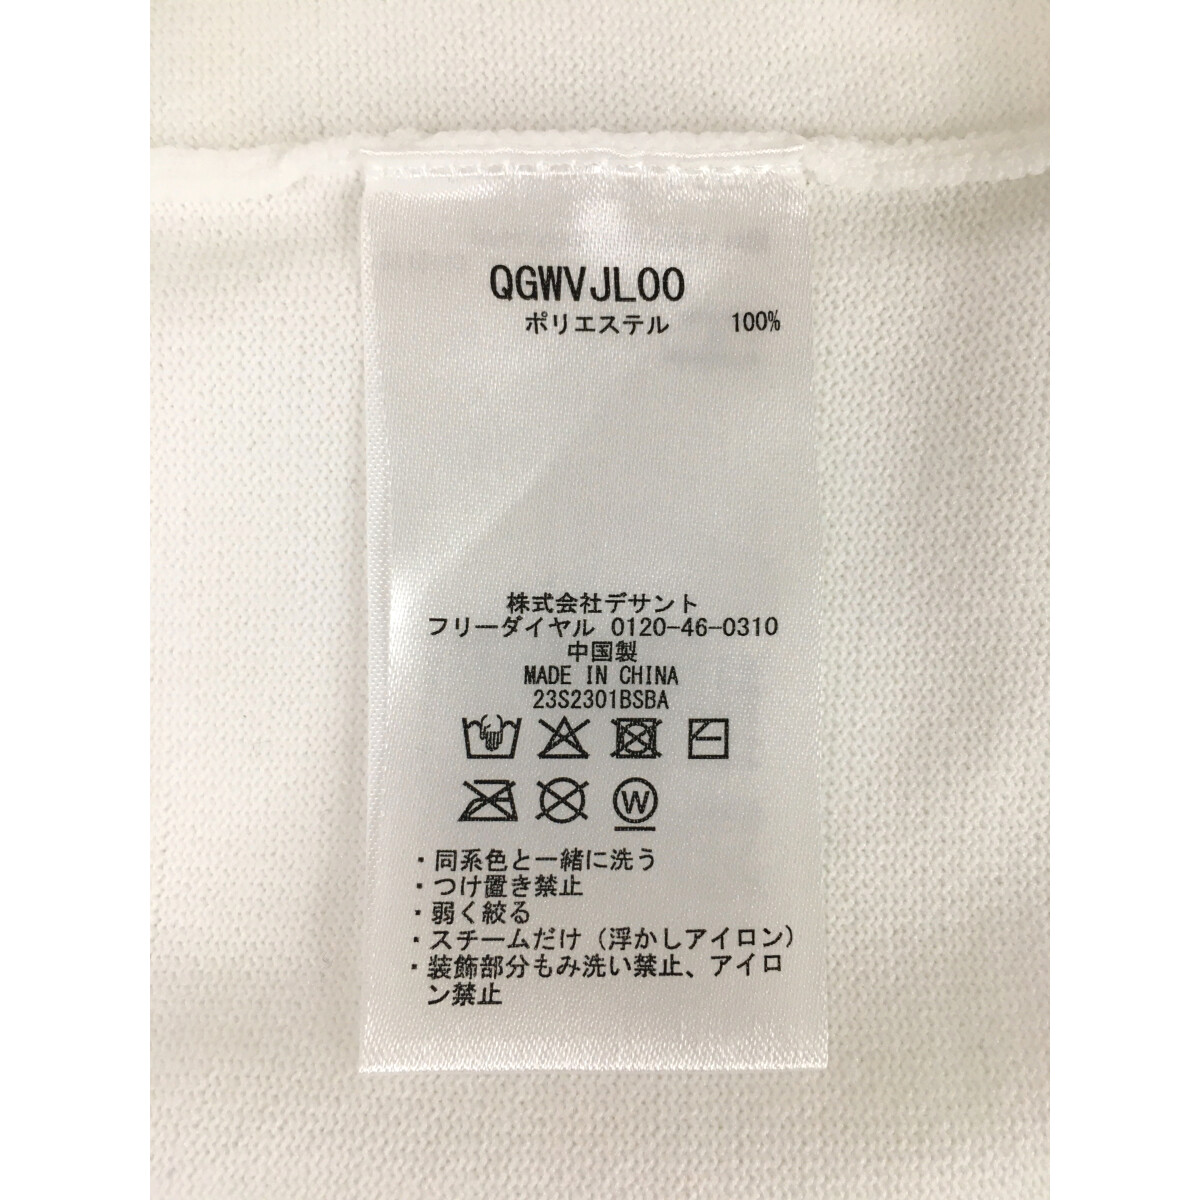 QGWVJL00
ポリエステル 100%
株式会社デサント
フリーダイヤル 0120-46-0310
中国製
MADE IN CHINA
23S2301BSBA
W
・同系色と一緒に洗う
・つけ置き禁止
・弱く絞る
・スチームだけ（浮かしアイロン）
・装飾部分もみ洗い禁止、アイロ
ン禁止